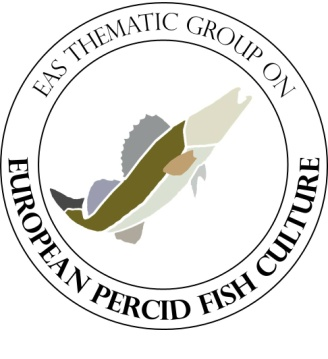 EAS THEMATIC GROUP ON
EUROPEAN PERCID FISH CULTURE